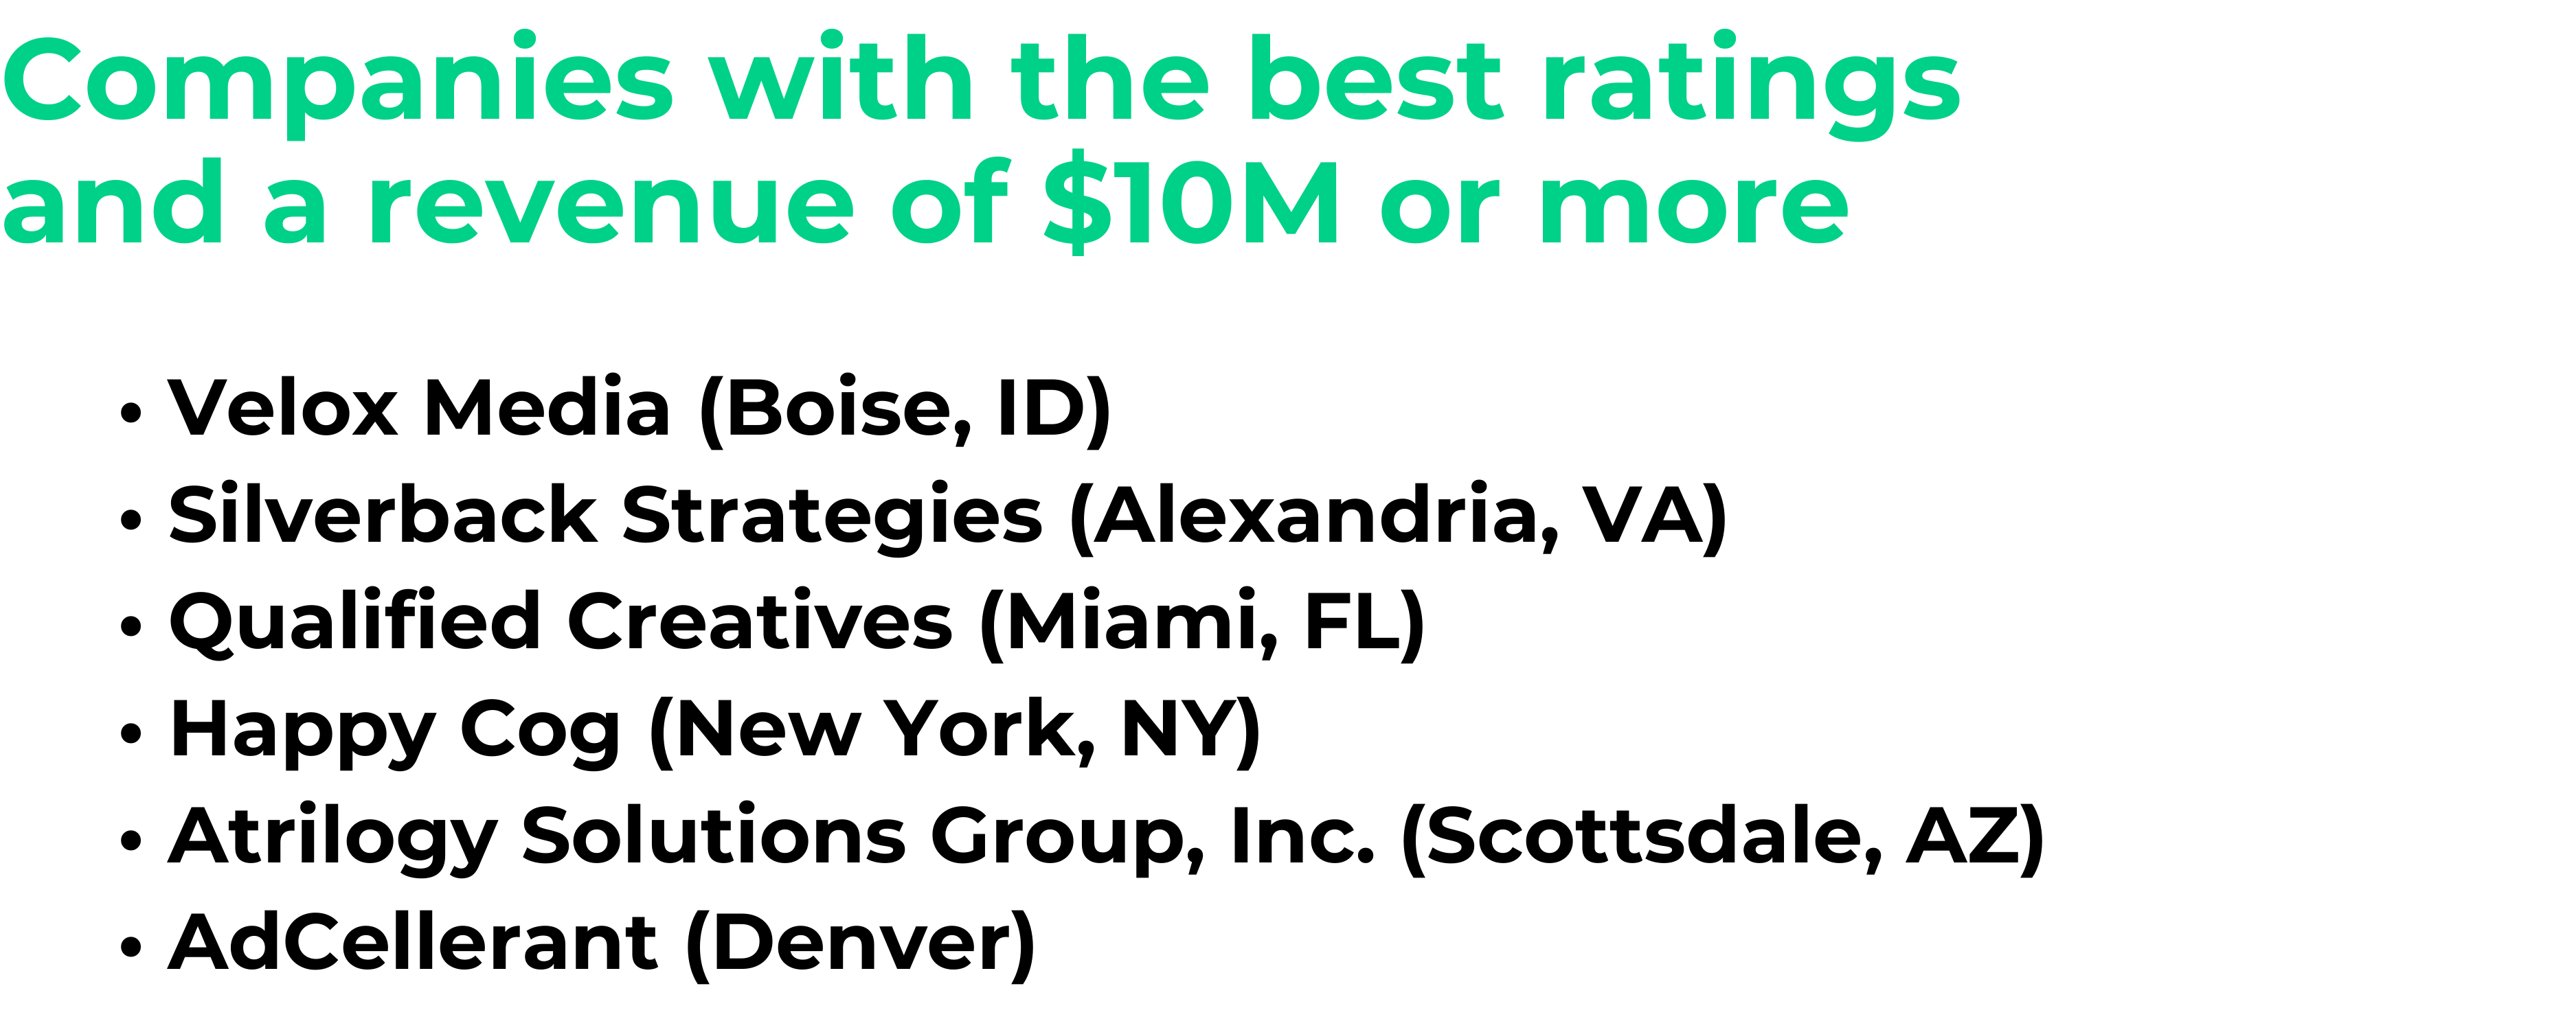 Companies with the best ratings
and a revenue of $10M or more
• Velox Media (Boise, ID)
• Silverback Strategies (Alexandria, VA)
• Qualified Creatives (Miami, FL)
• Happy Cog (New York, NY)
• Atrilogy Solutions Group, Inc. (Scottsdale, AZ)
• AdCellerant (Denver)